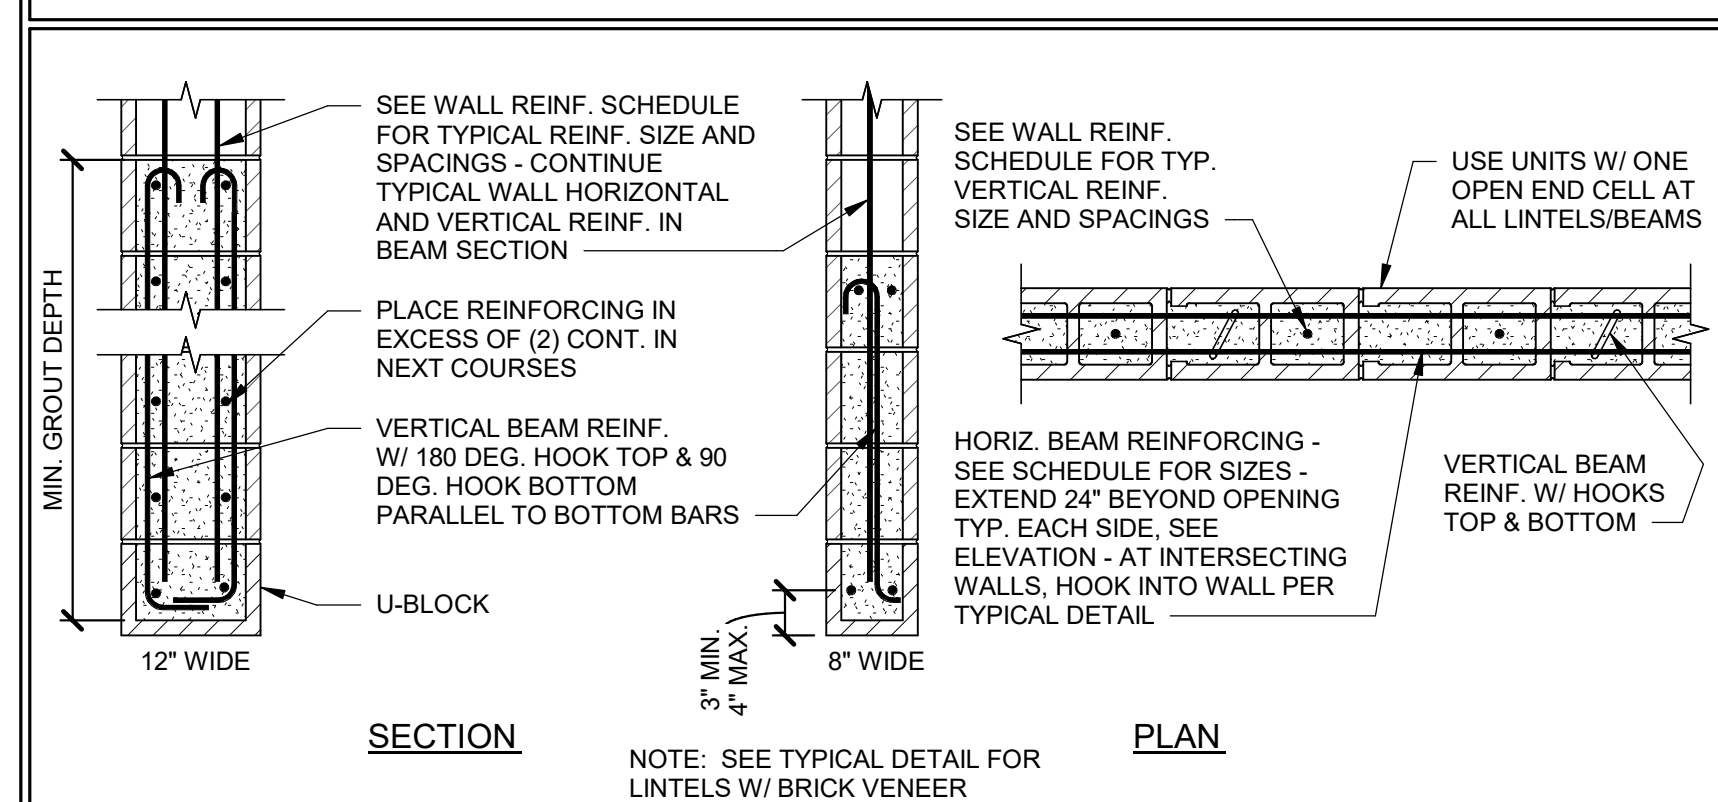 SEE WALL REINF. SCHEDULE
FOR TYPICAL REINF. SIZE AND
SPACINGS - CONTINUE
TYPICAL WALL HORIZONTAL
AND VERTICAL REINF. IN
BEAM SECTION
PLACE REINFORCING IN
EXCESS OF (2) CONT. IN
NEXT COURSES
VERTICAL BEAM REINF.
W/ 180 DEG. HOOK TOP & 90
DEG. HOOK BOTTOM
PARALLEL TO BOTTOM BARS
U-BLOCK
MIN. GROUT DEPTH
12" WIDE
3" MIN.
4" MAX.
8" WIDE
SECTION
SEE WALL REINF.
SCHEDULE FOR TYP.
VERTICAL REINF.
SIZE AND SPACINGS
USE UNITS W/ ONE
OPEN END CELL AT
ALL LINTELS/BEAMS
HORIZ. BEAM REINFORCING -
SEE SCHEDULE FOR SIZES -
EXTEND 24" BEYOND OPENING
TYP. EACH SIDE, SEE
ELEVATION - AT INTERSECTING
WALLS, HOOK INTO WALL PER
TYPICAL DETAIL
VERTICAL BEAM
REINF. W/ HOOKS
TOP & BOTTOM
PLAN
NOTE: SEE TYPICAL DETAIL FOR
LINTELS W/ BRICK VENEER